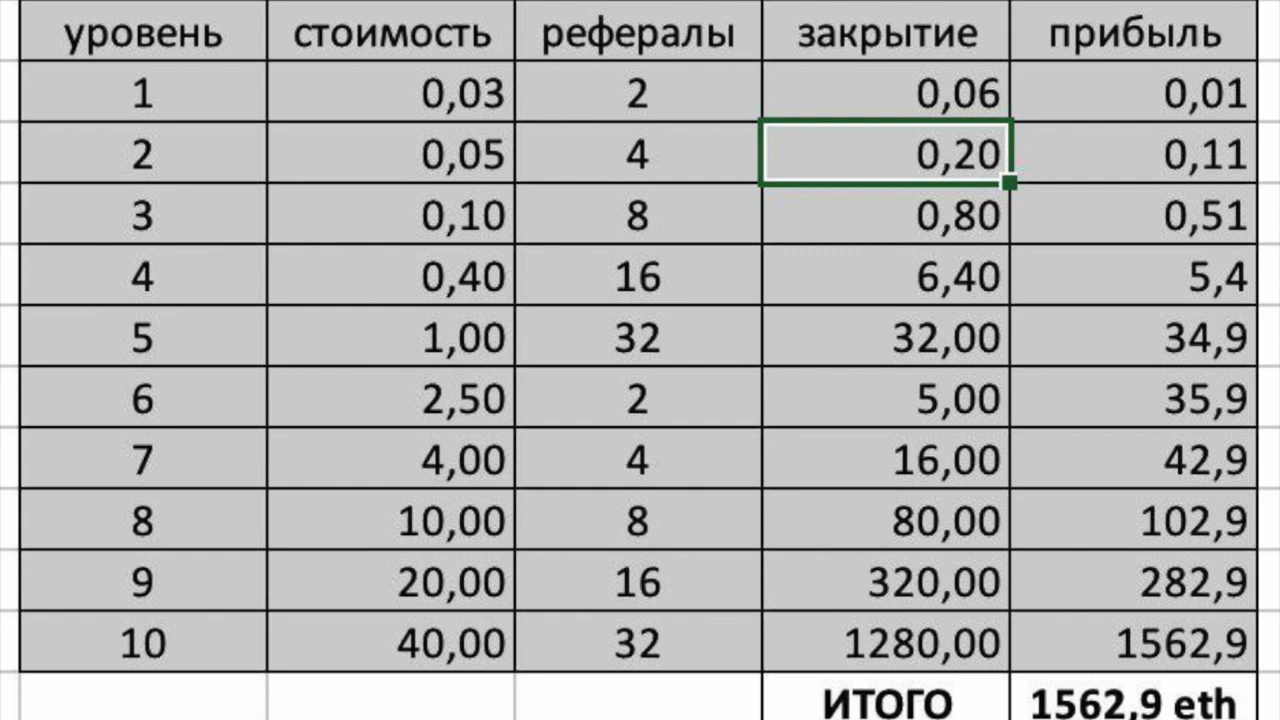 уровень стоимость рефералы закрытие прибыль
1 0,03 2 0,06 0,01
2 0,05 4 0,20 0,11
3 0,10 8 0,80 0,51
4 0,40 16 6,40 5,4
5 1,00 32 32,00 34,9
6 2,50 2 5,00 35,9
7 4,00 4 16,00 42,9
8 10,00 8 80,00 102,9
9 20,00 16 320,00 282,9
10 40,00 32 1280,00 1562,9
ИТОГО 1562,9 eth